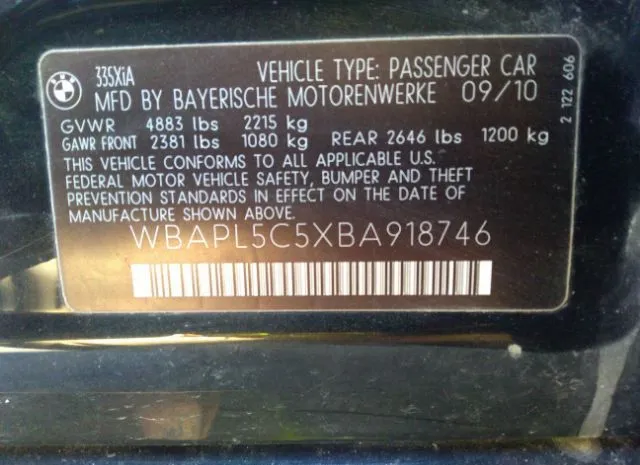 BMW
335XiA
VEHICLE TYPE: PASSENGER CAR
MFD BY BAYERISCHE MOTORENWERKE 09/10
GVWR 4883 lbs 2215 kg
GAWR FRONT 2381 lbs 1080 kg REAR 2646 lbs 1200 kg
THIS VEHICLE CONFORMS TO ALL APPLICABLE U.S.
FEDERAL MOTOR VEHICLE SAFETY, BUMPER AND THEFT
PREVENTION STANDARDS IN EFFECT ON THE DATE OF
MANUFACTURE SHOWN ABOVE.
WBAPL5C5XBA918746
2 122 606